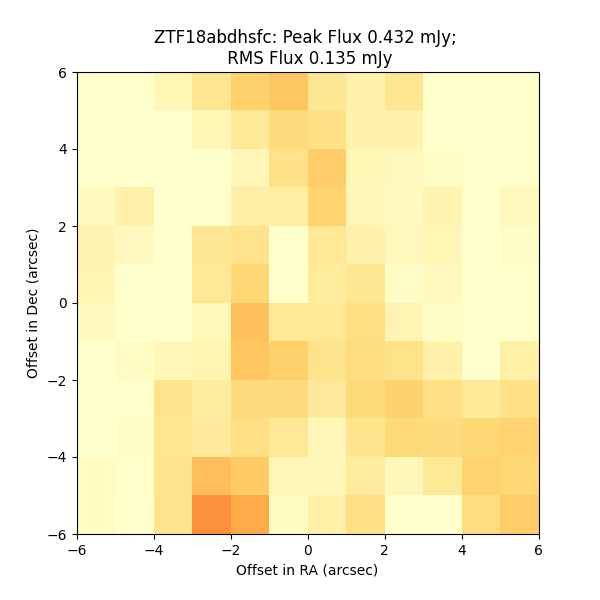 ZTF18abdhsfc: Peak Flux 0.432 mJy;
RMS Flux 0.135 mJy
6
4
2
0
−2
−4
−6
Offset in Dec (arcsec)
−6 −4 −2 0 2 4 6
Offset in RA (arcsec)